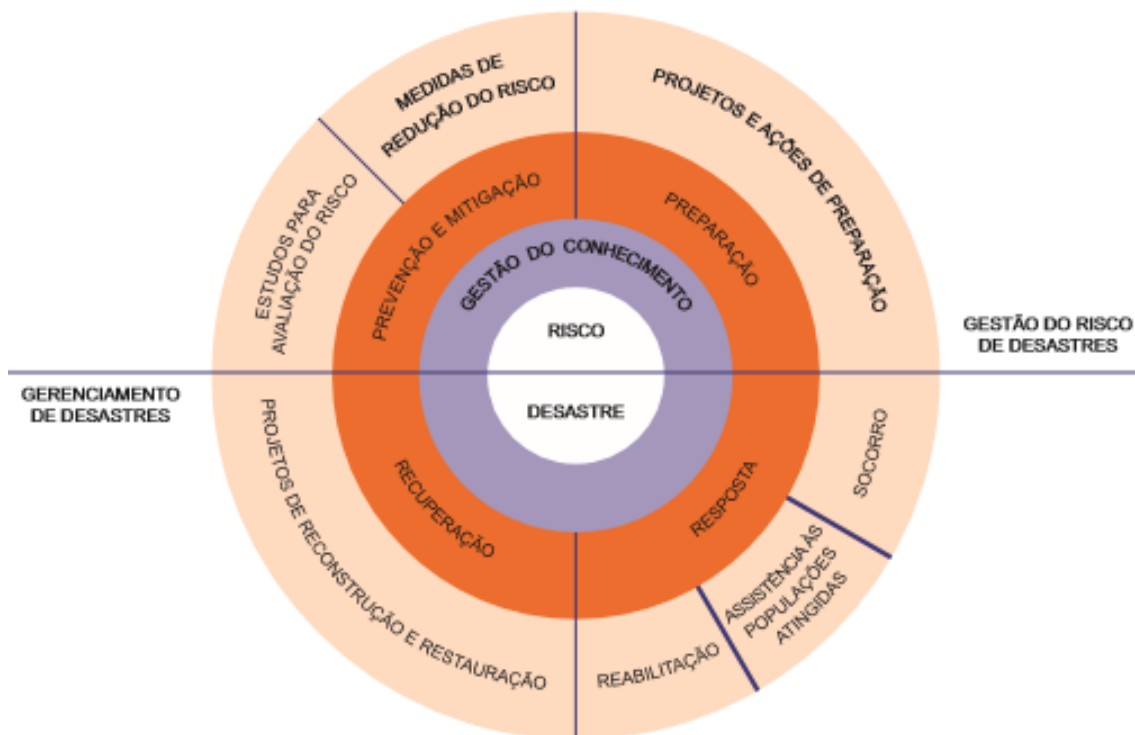 MEDIDAS DE
REDUÇÃO DO RISCO
PROJETOS E AÇÕES DE PREPARAÇÃO
ESTUDOS PARA
AVALIAÇÃO DO RISCO
PREVENÇÃO E MITIGAÇÃO
PREPARAÇÃO
GESTÃO DO CONHECIMENTO
RISCO
GESTÃO DO RISCO
DE DESASTRES
GERENCIAMENTO
DE DESASTRES
DESASTRE
PROJETOS DE RECONSTRUÇÃO E RESTAURAÇÃO
RECUPERAÇÃO
RESPOSTA
SOCORRO
ASSISTÊNCIA ÀS
POPULAÇÕES
ATINGIDAS
REABILITAÇÃO